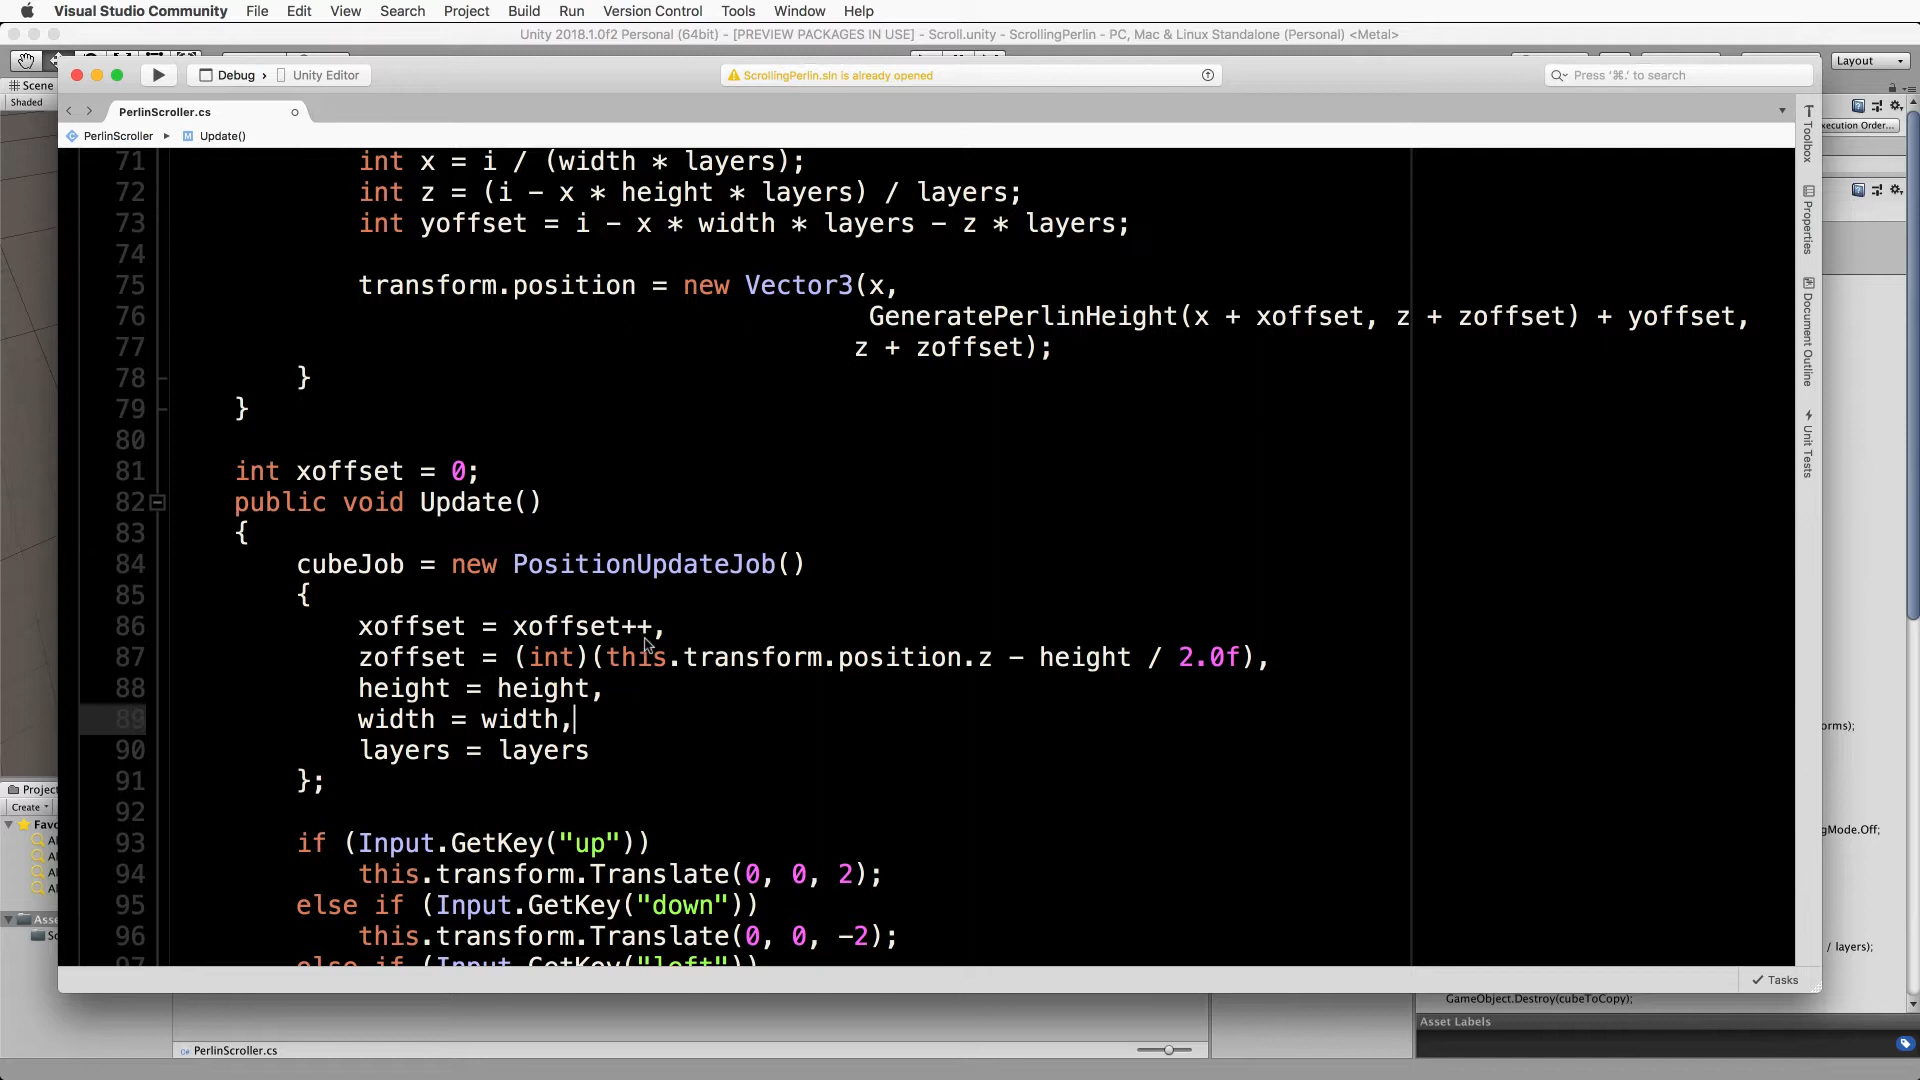 Visual Studio Community File Edit View Search Project Build Run Version Control Tools Window Help
Unity 2018.1.0f2 Personal (64bit) - [PREVIEW PACKAGES IN USE] - Scroll.unity - ScrollingPerlin - PC, Mac & Linux Standalone (Personal) <Metal>
Layout
Debug › Unity Editor
ScrollingPerlin.sln is already opened
Press '⌘.' to search
Scene
Shaded
PerlinScroller.cs
PerlinScroller ▸ Update()
xecution Order...
Toolbox
Properties
Document Outline
Unit Tests
71 int x = i / (width * layers);
72 int z = (i - x * height * layers) / layers;
73 int yoffset = i - x * width * layers - z * layers;
74
75 transform.position = new Vector3(x,
76 GeneratePerlinHeight(x + xoffset, z + zoffset) + yoffset,
77 z + zoffset);
78 }
79 }
80
81 int xoffset = 0;
82 public void Update()
83 {
84 cubeJob = new PositionUpdateJob()
85 {
86 xoffset = xoffset++,
87 zoffset = (int)(this.transform.position.z - height / 2.0f),
88 height = height,
89 width = width,
90 layers = layers
91 };
92
93 if (Input.GetKey("up"))
94 this.transform.Translate(0, 0, 2);
95 else if (Input.GetKey("down"))
96 this.transform.Translate(0, 0, -2);
97 else if (Input.GetKey("left"))
orms);
gMode.Off;
/ layers);
Project
Create
Favo
Al
Al
Al
Al
Asse
Sc
Tasks
GameObject.Destroy(cubeToCopy);
Asset Labels
PerlinScroller.cs